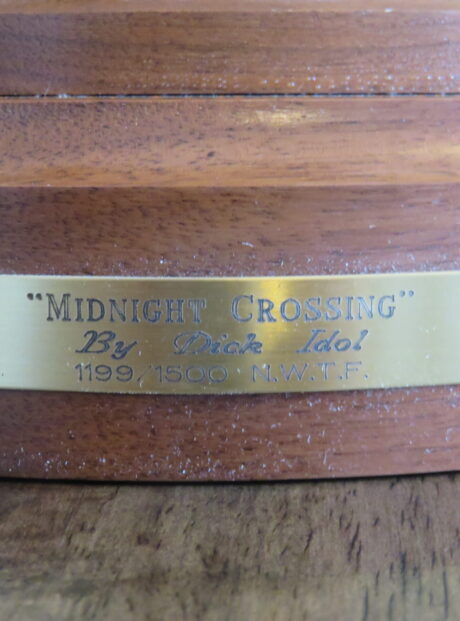 "MIDNIGHT CROSSING"
By Dick Idol
1199/1500 N.W.T.F.